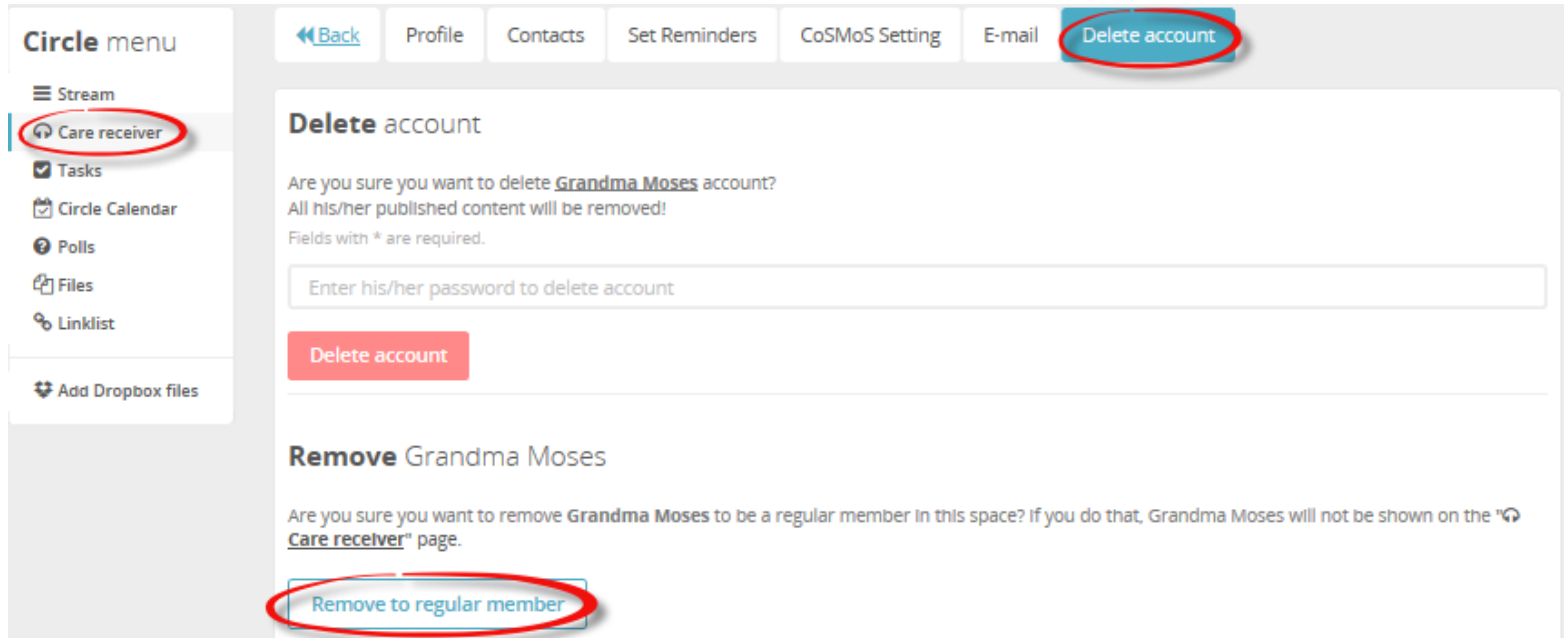 Circle menu
Stream
Care receiver
Tasks
Circle Calendar
Polls
Files
Linklist
Add Dropbox files
Back Profile Contacts Set Reminders CoSMoS Setting E-mail Delete account
Delete account
Are you sure you want to delete Grandma Moses account?
All his/her published content will be removed!
Fields with * are required.
Enter his/her password to delete account
Delete account
Remove Grandma Moses
Are you sure you want to remove Grandma Moses to be a regular member in this space? If you do that, Grandma Moses will not be shown on the "
Care receiver" page.
Remove to regular member